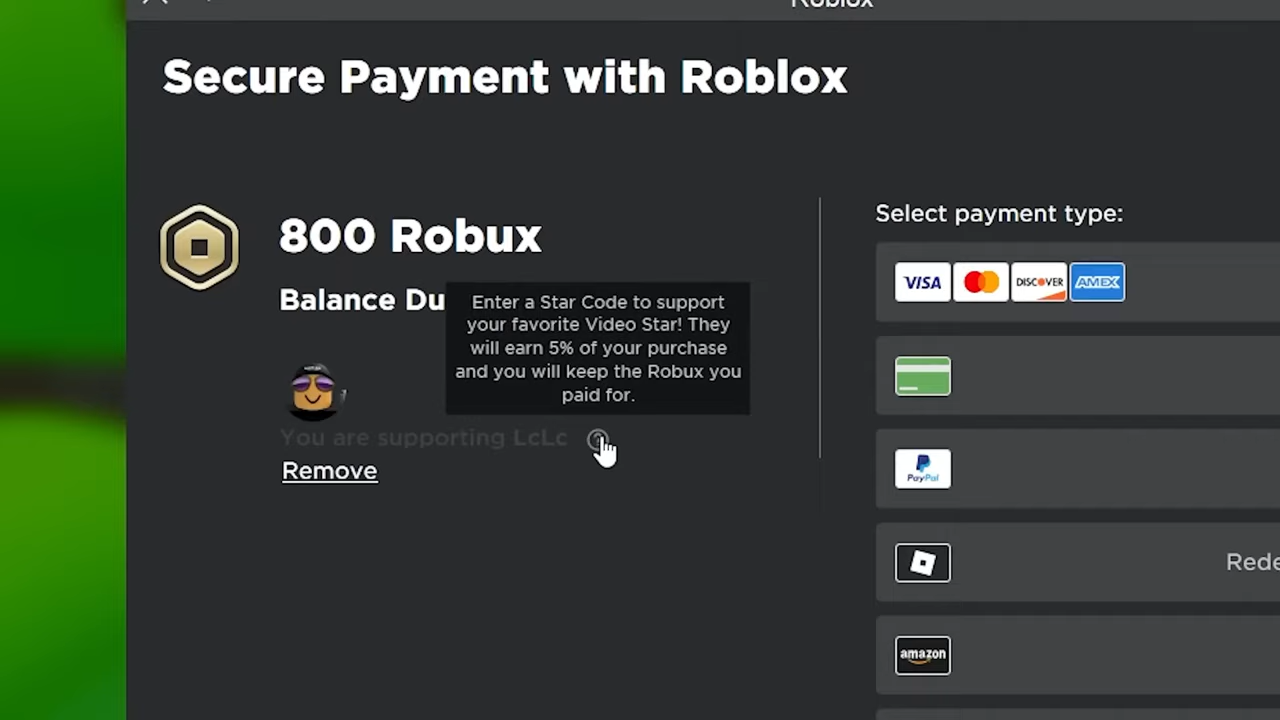 Roblox
Secure Payment with Roblox
800 Robux
Balance Du
Enter a Star Code to support
your favorite Video Star! They
will earn 5% of your purchase
and you will keep the Robux you
paid for.
You are supporting LcLc
?
Remove
Select payment type:
VISA
DISCOVER
AMEX
PayPal
Rede
amazon